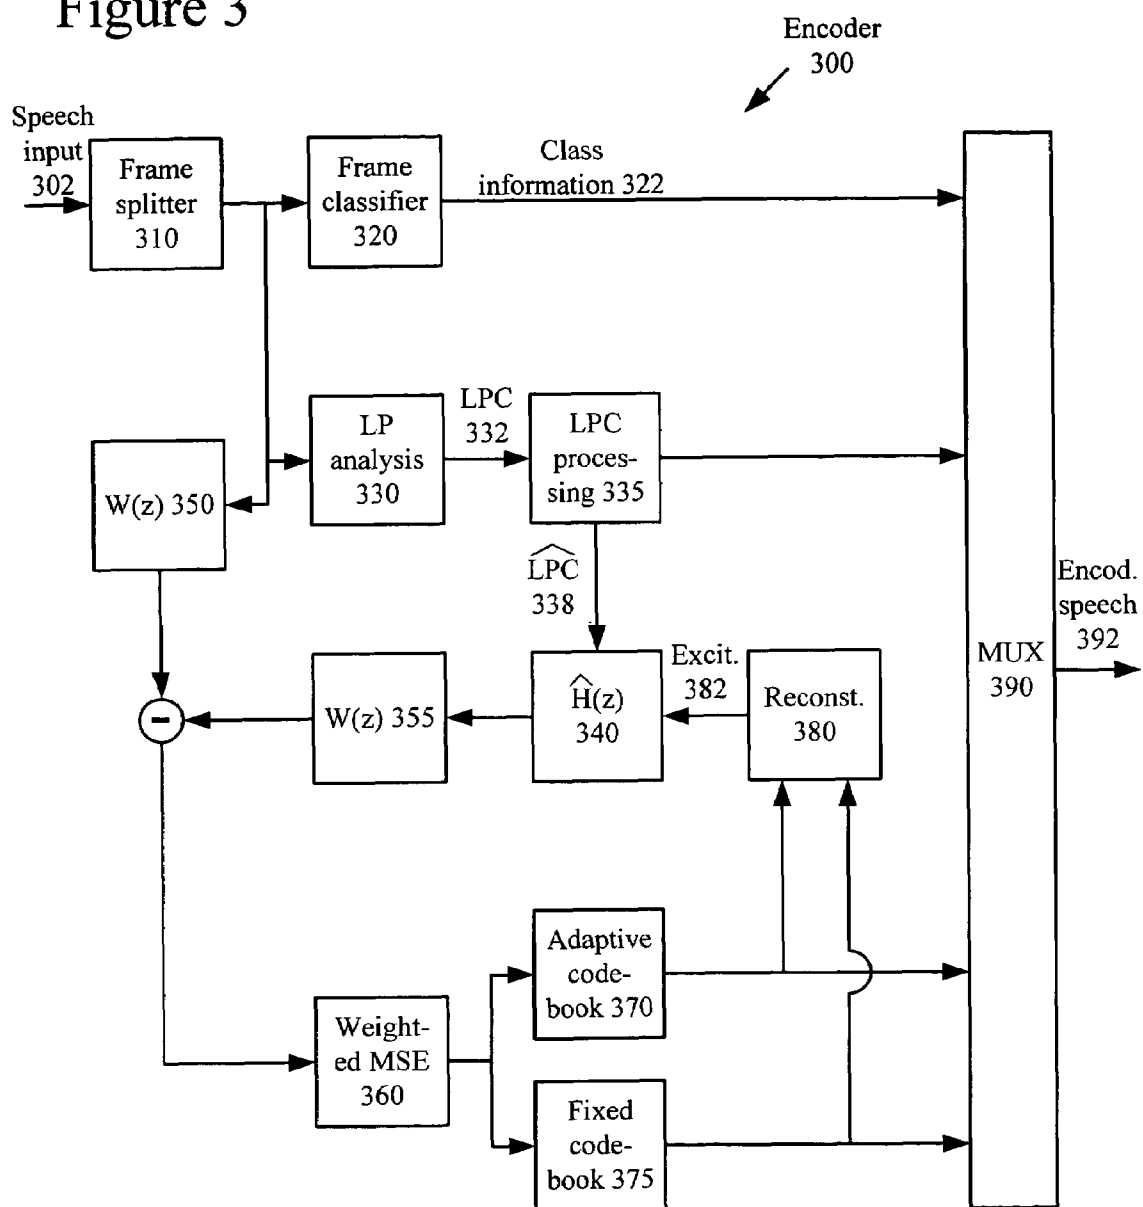 Figure 3
Encoder
300
Speech
input
302
Frame
splitter
310
Frame
classifier
320
Class
information 322
LP
analysis
330
LPC
332
LPC
proces-
sing 335
W(z) 350
L͡PC
338
Encod.
speech
392
MUX
390
W(z) 355
Ĥ(z)
340
Excit.
382
Reconst.
380
-
Weight-
ed MSE
360
Adaptive
code-
book 370
Fixed
code-
book 375